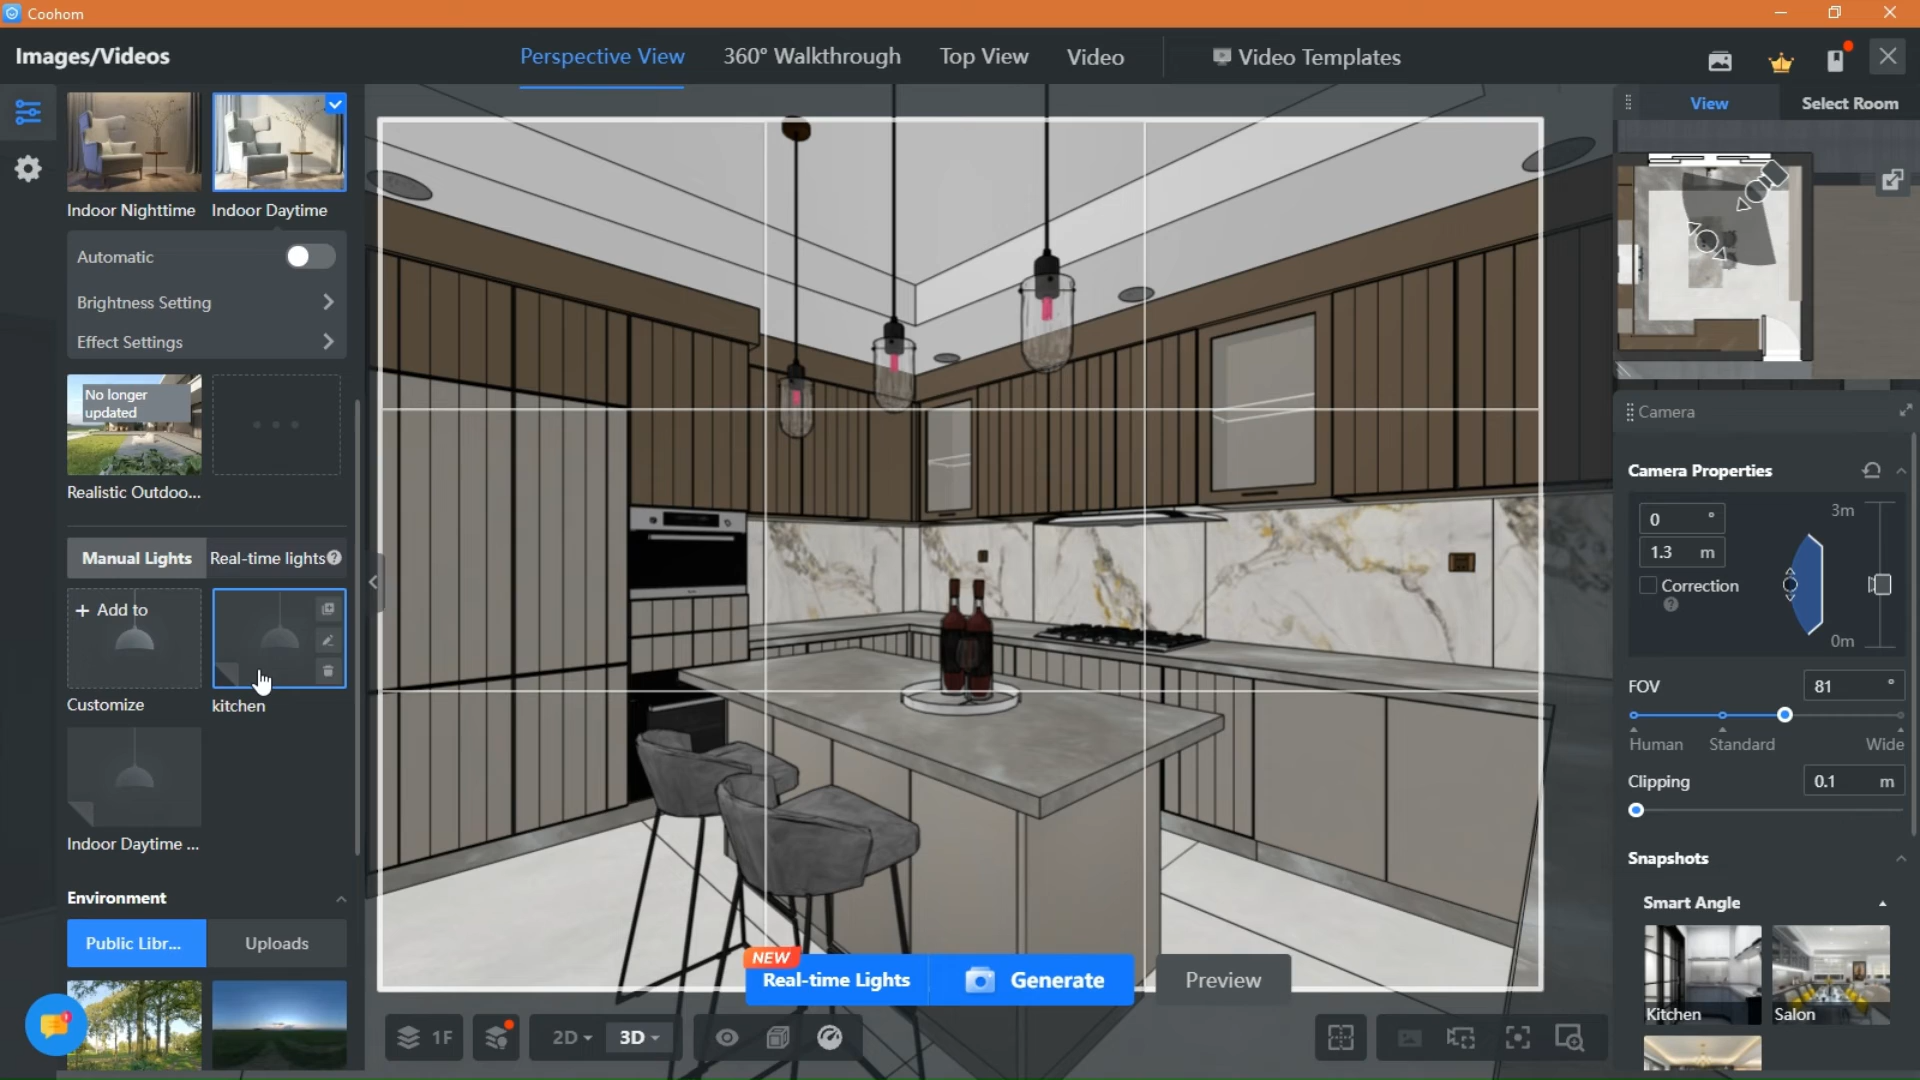 Coohom
Images/Videos
Perspective View
360° Walkthrough
Top View
Video
Video Templates
Indoor Nighttime
Indoor Daytime
Automatic
Brightness Setting
Effect Settings
No longer
updated
Realistic Outdoo...
Manual Lights
Real-time lights
+ Add to
Customize
kitchen
Indoor Daytime ...
Environment
Public Libr...
Uploads
NEW
Real-time Lights
Generate
Preview
1F
2D
3D
View
Select Room
Camera
Camera Properties
0 °
3m
1.3 m
Correction
0m
FOV
81 °
Human
Standard
Wide
Clipping
0.1 m
Snapshots
Smart Angle
Kitchen
Salon